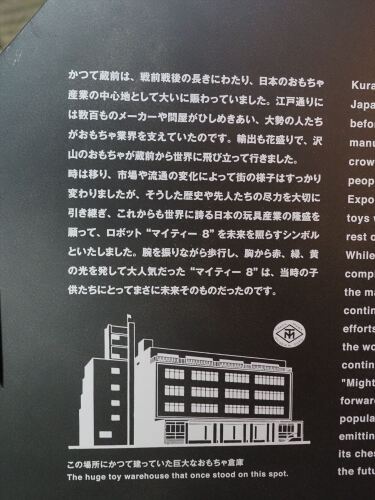 かつて蔵前は、戦前戦後の長きにわたり、日本のおもちゃ
産業の中心地として大いに賑わっていました。江戸通りに
は数百ものメーカーや問屋がひしめきあい、大勢の人たち
がおもちゃ業界を支えていたのです。輸出も花盛りで、沢
山のおもちゃが蔵前から世界に飛び立って行きました。
時は移り、市場や流通の変化によって街の様子はすっかり
変わりましたが、そうした歴史や先人たちの尽力を大切に
引き継ぎ、これからも世界に誇る日本の玩具産業の隆盛を
願って、ロボット“マイティー 8”を未来を照らすシンボル
といたしました。腕を振りながら歩行し、胸から赤、緑、黄
の光を発して大人気だった“マイティー 8”は、当時の子
供たちにとってまさに未来そのものだったのです。
この場所にかつて建っていた巨大なおもちゃ倉庫
The huge toy warehouse that once stood on this spot.
Kura
Japa
befor
manu
crow
peop
Expo
toys
rest o
While
comp
the ma
contin
efforts
the wo
contin
"Might
forward
popula
emitting
its ches
the futu